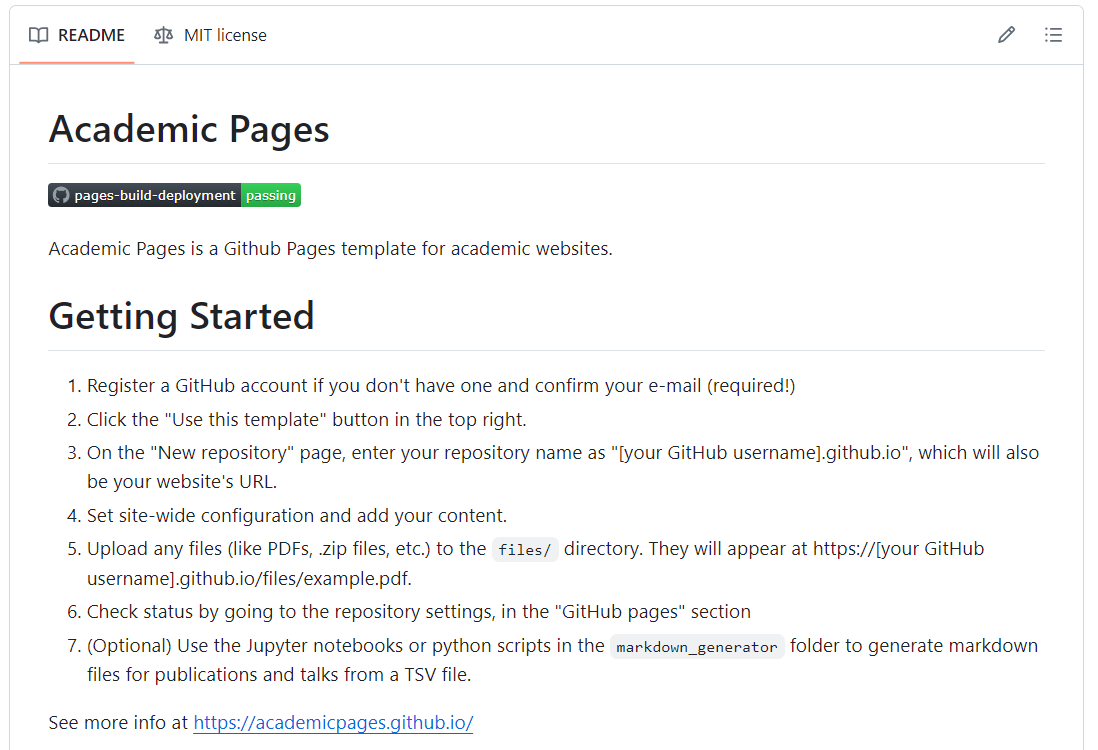 README MIT license
Academic Pages
pages-build-deployment passing
Academic Pages is a Github Pages template for academic websites.
Getting Started
1. Register a GitHub account if you don't have one and confirm your e-mail (required!)
2. Click the "Use this template" button in the top right.
3. On the "New repository" page, enter your repository name as "[your GitHub username].github.io", which will also
be your website's URL.
4. Set site-wide configuration and add your content.
5. Upload any files (like PDFs, .zip files, etc.) to the files/ directory. They will appear at https://[your GitHub
username].github.io/files/example.pdf.
6. Check status by going to the repository settings, in the "GitHub pages" section
7. (Optional) Use the Jupyter notebooks or python scripts in the markdown_generator folder to generate markdown
files for publications and talks from a TSV file.
See more info at https://academicpages.github.io/